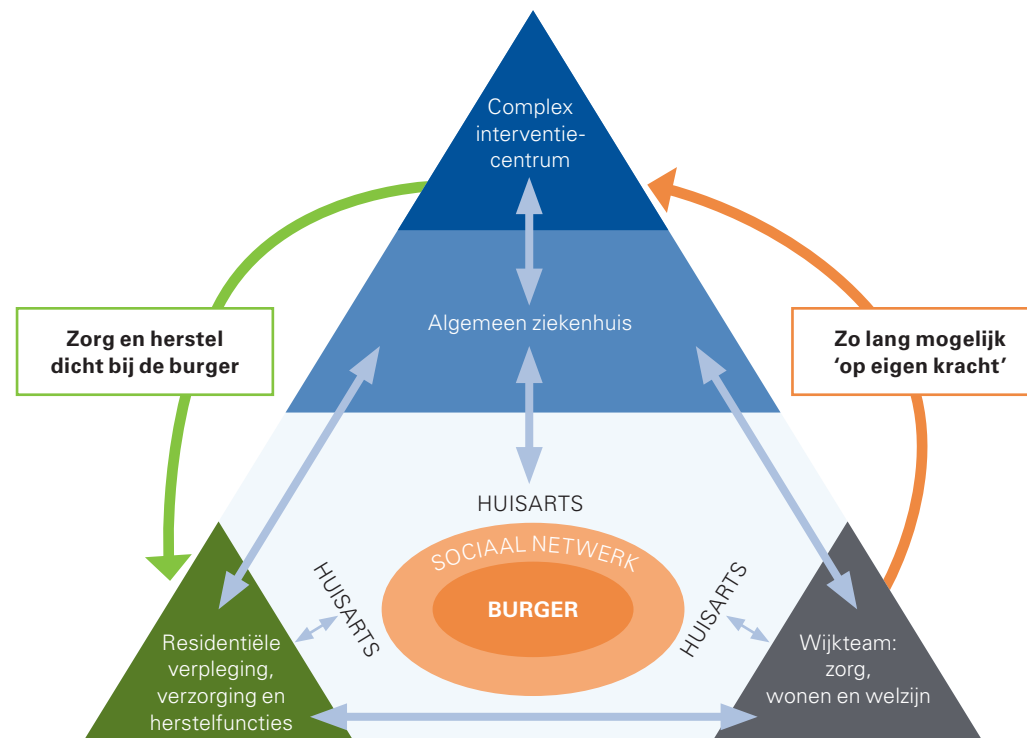 Complex
interventie-
centrum
Algemeen ziekenhuis
Zorg en herstel
dicht bij de burger
Zo lang mogelijk
‘op eigen kracht’
HUISARTS
SOCIAAL NETWERK
BURGER
HUISARTS
HUISARTS
Residentiële
verpleging,
verzorging en
herstelfuncties
Wijkteam:
zorg,
wonen en welzijn